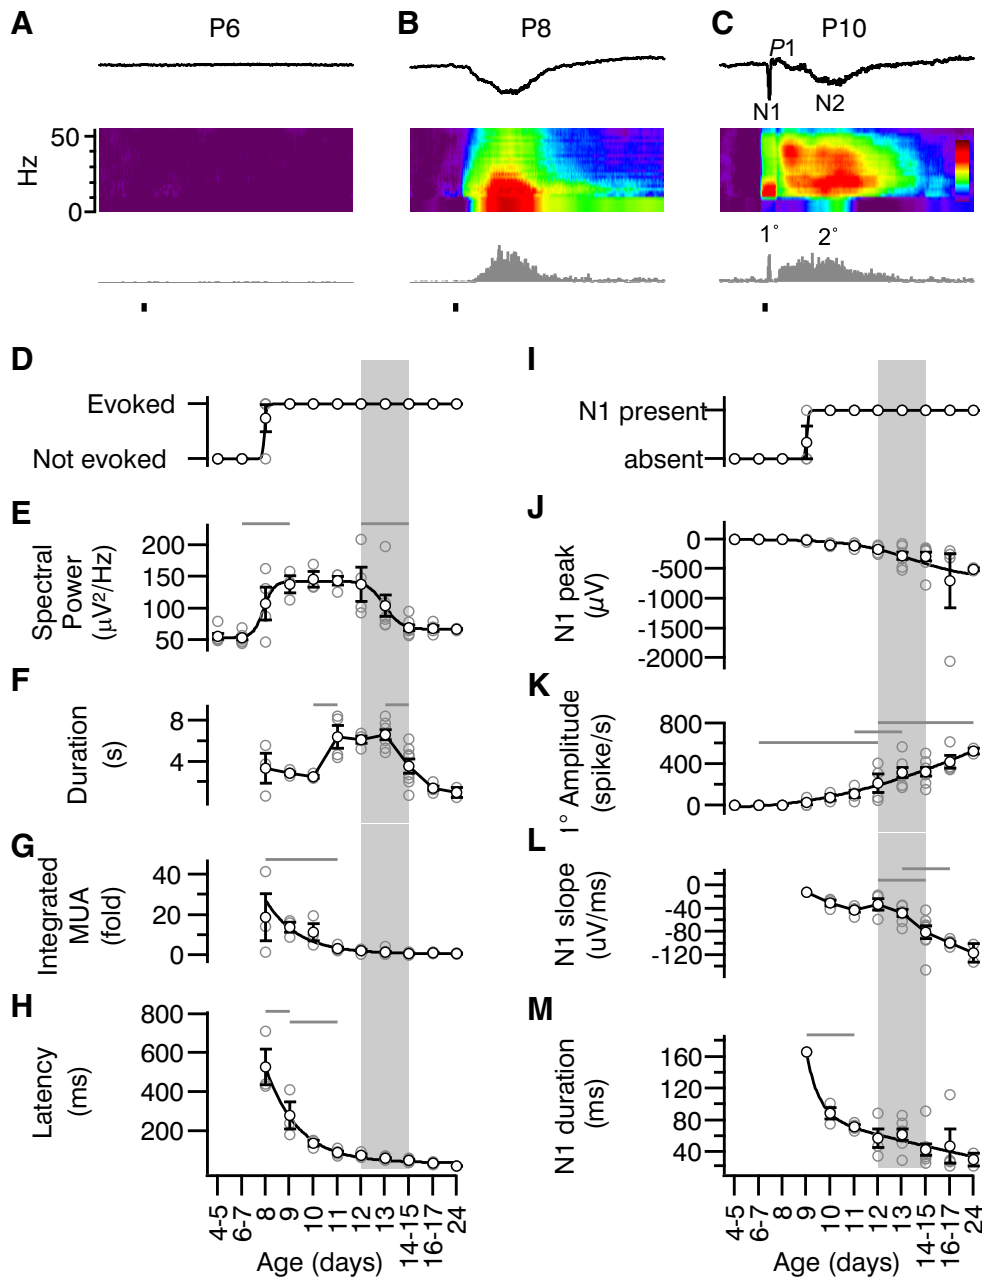 A
P6
B
P8
C
P10
P1
N1
N2
50
Hz
0
1°
2°
D
Evoked
Not evoked
E
Spectral
Power
(µV²/Hz)
200
150
100
50
F
Duration
(s)
8
4
G
Integrated
MUA
(fold)
40
20
0
H
Latency
(ms)
800
600
400
200
4-5
6-7
8
9
10
11
12
13
14-15
16-17
24
Age (days)
I
N1 present
absent
J
N1 peak
(µV)
0
-500
-1000
-1500
-2000
K
1° Amplitude
(spike/s)
800
400
0
L
N1 slope
(uV/ms)
0
-40
-80
-120
M
N1 duration
(ms)
160
120
80
40
4-5
6-7
8
9
10
11
12
13
14-15
16-17
24
Age (days)